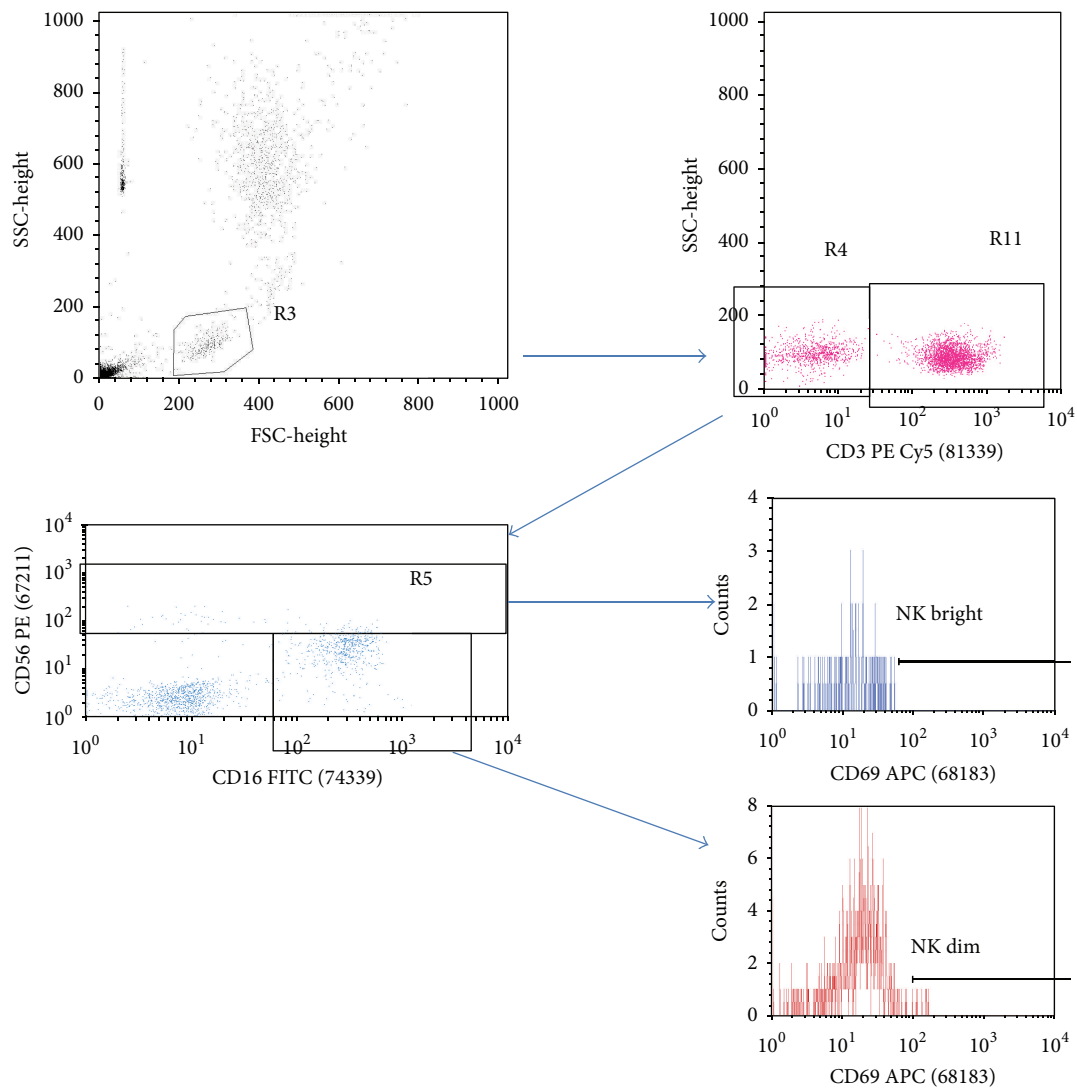 1000
800
600
400
200
0
SSC-height
R3
0 200 400 600 800 1000
FSC-height
1000
800
600
400
200
0
SSC-height
R4
R11
10^0 10^1 10^2 10^3 10^4
CD3 PE Cy5 (81339)
10^4
10^3
10^2
10^1
10^0
CD56 PE (67211)
R5
10^0 10^1 10^2 10^3 10^4
CD16 FITC (74339)
4
3
2
1
0
Counts
NK bright
10^0 10^1 10^2 10^3 10^4
CD69 APC (68183)
8
6
4
2
0
Counts
NK dim
10^0 10^1 10^2 10^3 10^4
CD69 APC (68183)